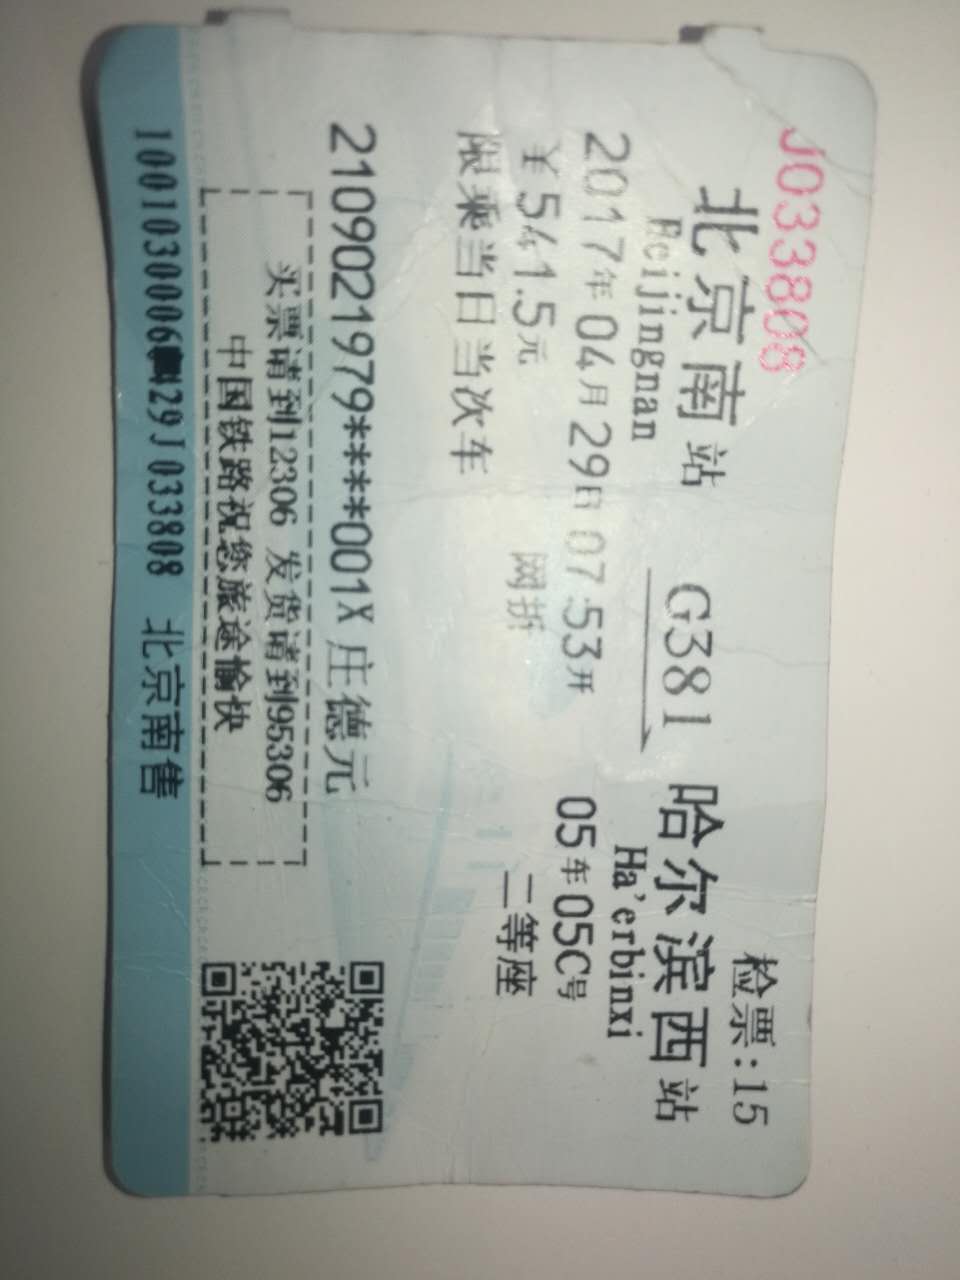 J033808
检票:15
北京南站 G381 哈尔滨西站
Beijingnan Ha'erbinxi
2017年04月29日07:53开 05车05C号
￥541.5元 网折 二等座
限乘当日当次车
2109021979****001X 庄德元
买票请到12306 发货请到95306
中国铁路祝您旅途愉快
J033808 北京南售